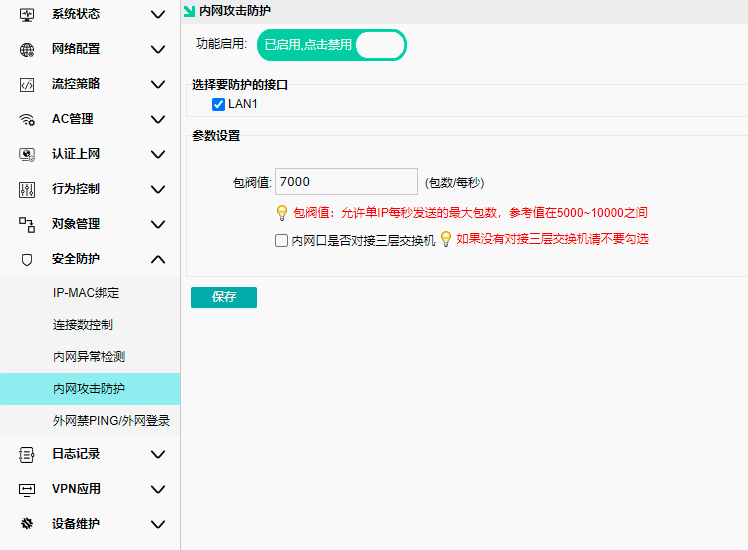 系统状态
网络配置
流控策略
AC管理
认证上网
行为控制
对象管理
安全防护
IP-MAC绑定
连接数控制
内网异常检测
内网攻击防护
外网禁PING/外网登录
日志记录
VPN应用
设备维护
内网攻击防护
功能启用: 已启用,点击禁用
选择要防护的接口
LAN1
参数设置
包阀值: 7000 (包数/每秒)
包阀值：允许单IP每秒发送的最大包数，参考值在5000~10000之间
内网口是否对接三层交换机 如果没有对接三层交换机请不要勾选
保存